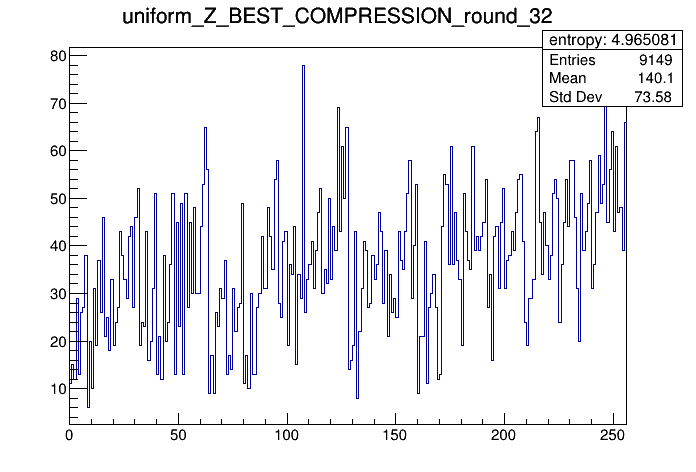 uniform_Z_BEST_COMPRESSION_round_32
entropy: 4.965081
Entries 9149
Mean 140.1
Std Dev 73.58
80
70
60
50
40
30
20
10
0 50 100 150 200 250